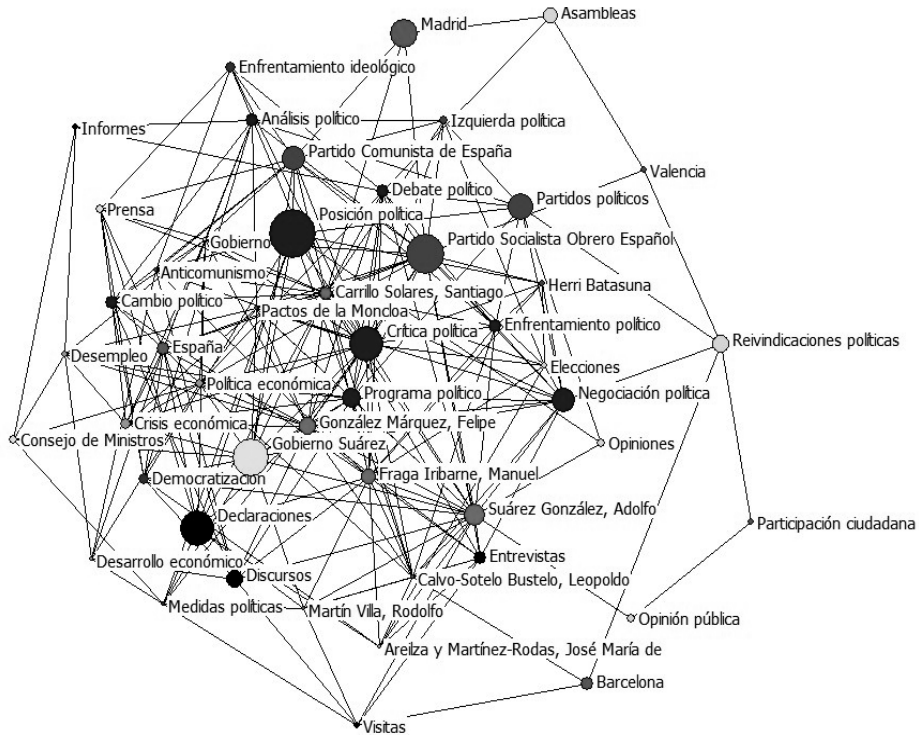 Asambleas
Madrid
Enfrentamiento ideológico
Análisis político
Izquierda política
Informes
Partido Comunista de España
Valencia
Debate político
Partidos políticos
Prensa
Posición política
Gobierno
Partido Socialista Obrero Español
Anticomunismo
Herri Batasuna
Carrillo Solares, Santiago
Cambio político
Pactos de la Moncloa
Enfrentamiento político
Crítica política
Reivindicaciones políticas
España
Desempleo
Elecciones
Política económica
Programa político
Negociación política
Crisis económica
González Márquez, Felipe
Consejo de Ministros
Gobierno Suárez
Opiniones
Fraga Iribarne, Manuel
Democratización
Suárez González, Adolfo
Declaraciones
Participación ciudadana
Entrevistas
Desarrollo económico
Discursos
Calvo-Sotelo Bustelo, Leopoldo
Medidas políticas
Martín Villa, Rodolfo
Opinión pública
Areilza y Martínez-Rodas, José María de
Barcelona
Visitas